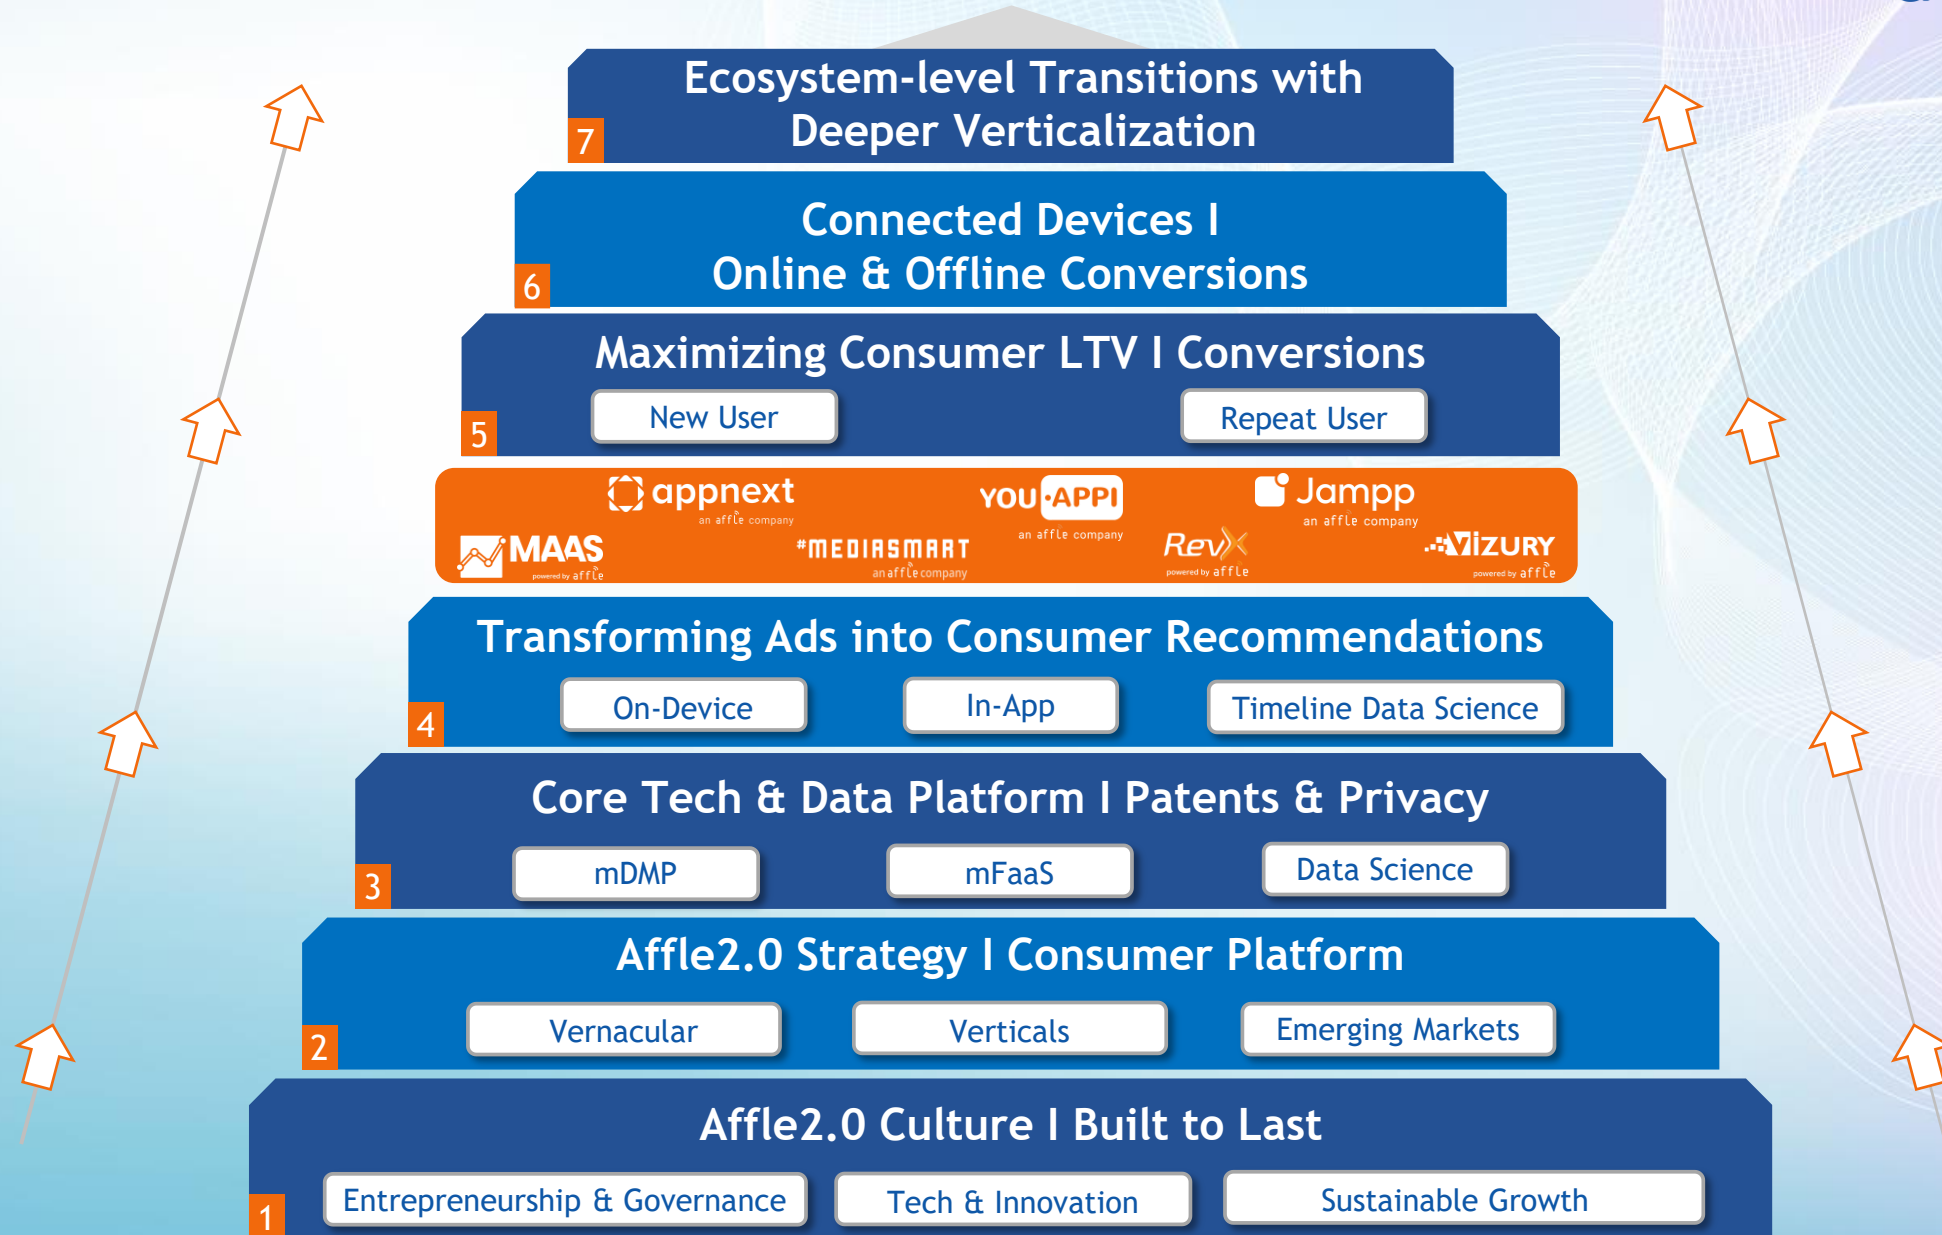 Ecosystem-level Transitions with
Deeper Verticalization
7
Connected Devices I
Online & Offline Conversions
6
Maximizing Consumer LTV I Conversions
New User
Repeat User
5
appnext
an affle company
YOU·APPI
an affle company
Jampp
an affle company
MAAS
powered by affle
#MEDIASMART
an affle company
RevX
powered by affle
VIZURY
powered by affle
Transforming Ads into Consumer Recommendations
On-Device
In-App
Timeline Data Science
4
Core Tech & Data Platform I Patents & Privacy
mDMP
mFaaS
Data Science
3
Affle2.0 Strategy I Consumer Platform
Vernacular
Verticals
Emerging Markets
2
Affle2.0 Culture I Built to Last
Entrepreneurship & Governance
Tech & Innovation
Sustainable Growth
1